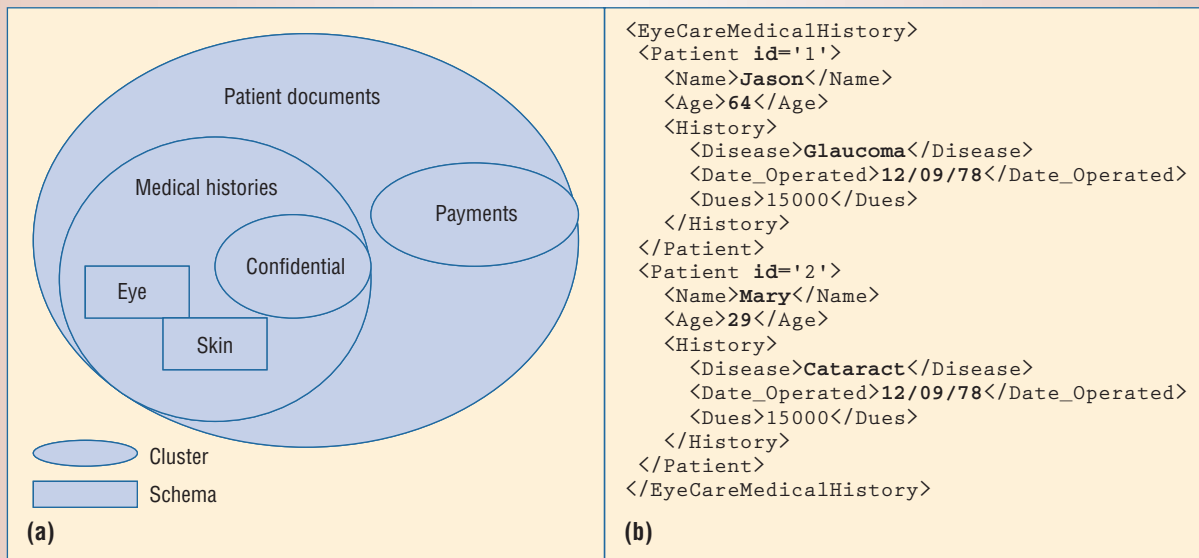 Patient documents
Medical histories
Payments
Confidential
Eye
Skin
Cluster
Schema
(a)
<EyeCareMedicalHistory>
<Patient id='1'>
<Name>Jason</Name>
<Age>64</Age>
<History>
<Disease>Glaucoma</Disease>
<Date_Operated>12/09/78</Date_Operated>
<Dues>15000</Dues>
</History>
</Patient>
<Patient id='2'>
<Name>Mary</Name>
<Age>29</Age>
<History>
<Disease>Cataract</Disease>
<Date_Operated>12/09/78</Date_Operated>
<Dues>15000</Dues>
</History>
</Patient>
</EyeCareMedicalHistory>
(b)